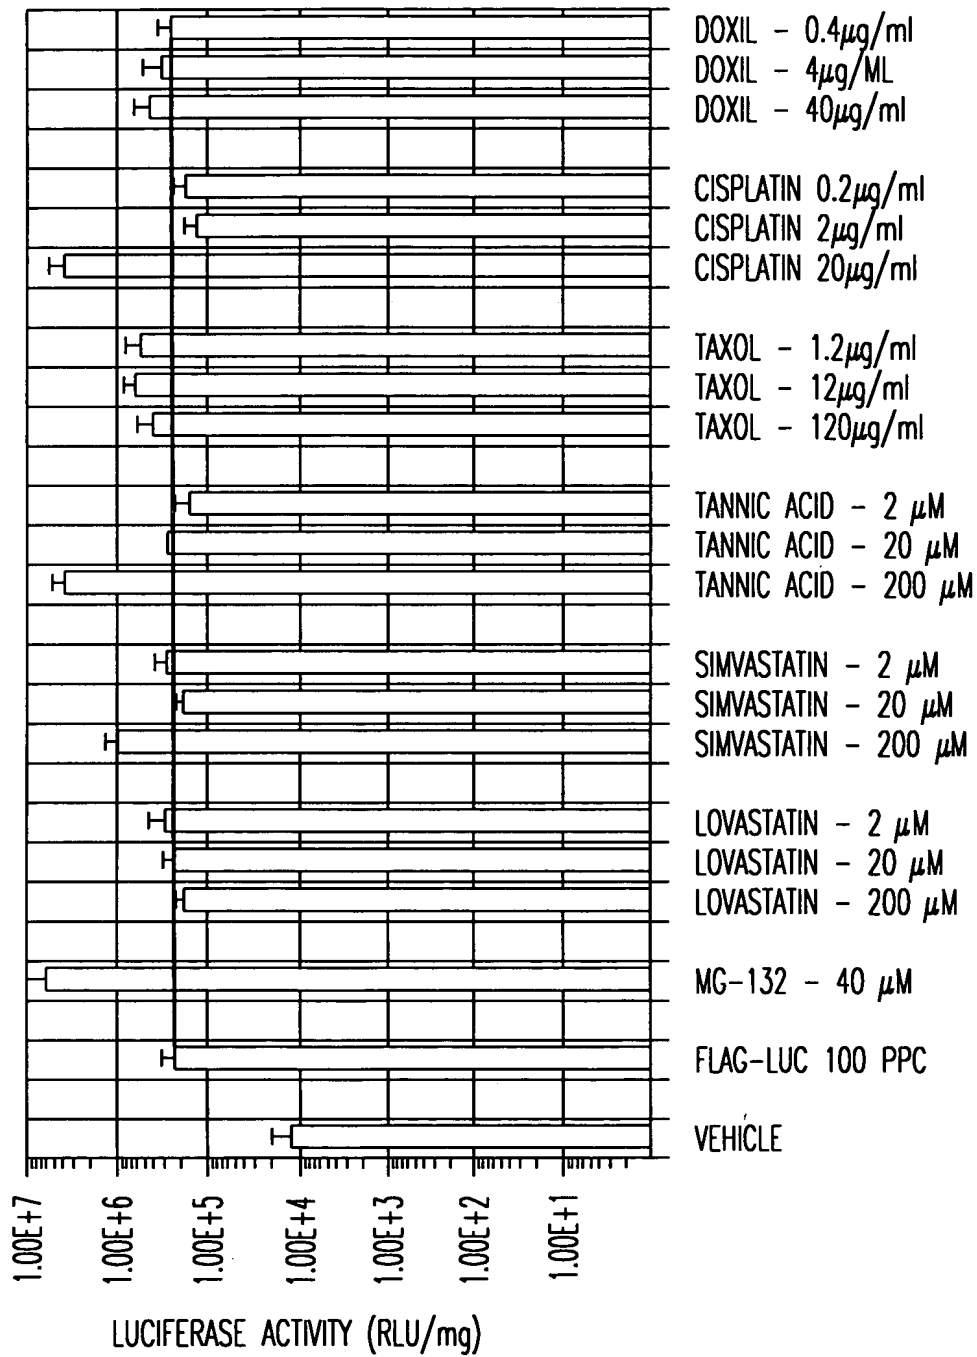 DOXIL - 0.4μg/ml
DOXIL - 4μg/ML
DOXIL - 40μg/ml
CISPLATIN 0.2μg/ml
CISPLATIN 2μg/ml
CISPLATIN 20μg/ml
TAXOL - 1.2μg/ml
TAXOL - 12μg/ml
TAXOL - 120μg/ml
TANNIC ACID - 2 μM
TANNIC ACID - 20 μM
TANNIC ACID - 200 μM
SIMVASTATIN - 2 μM
SIMVASTATIN - 20 μM
SIMVASTATIN - 200 μM
LOVASTATIN - 2 μM
LOVASTATIN - 20 μM
LOVASTATIN - 200 μM
MG-132 - 40 μM
FLAG-LUC 100 PPC
VEHICLE
1.00E+7
1.00E+6
1.00E+5
1.00E+4
1.00E+3
1.00E+2
1.00E+1
LUCIFERASE ACTIVITY (RLU/mg)